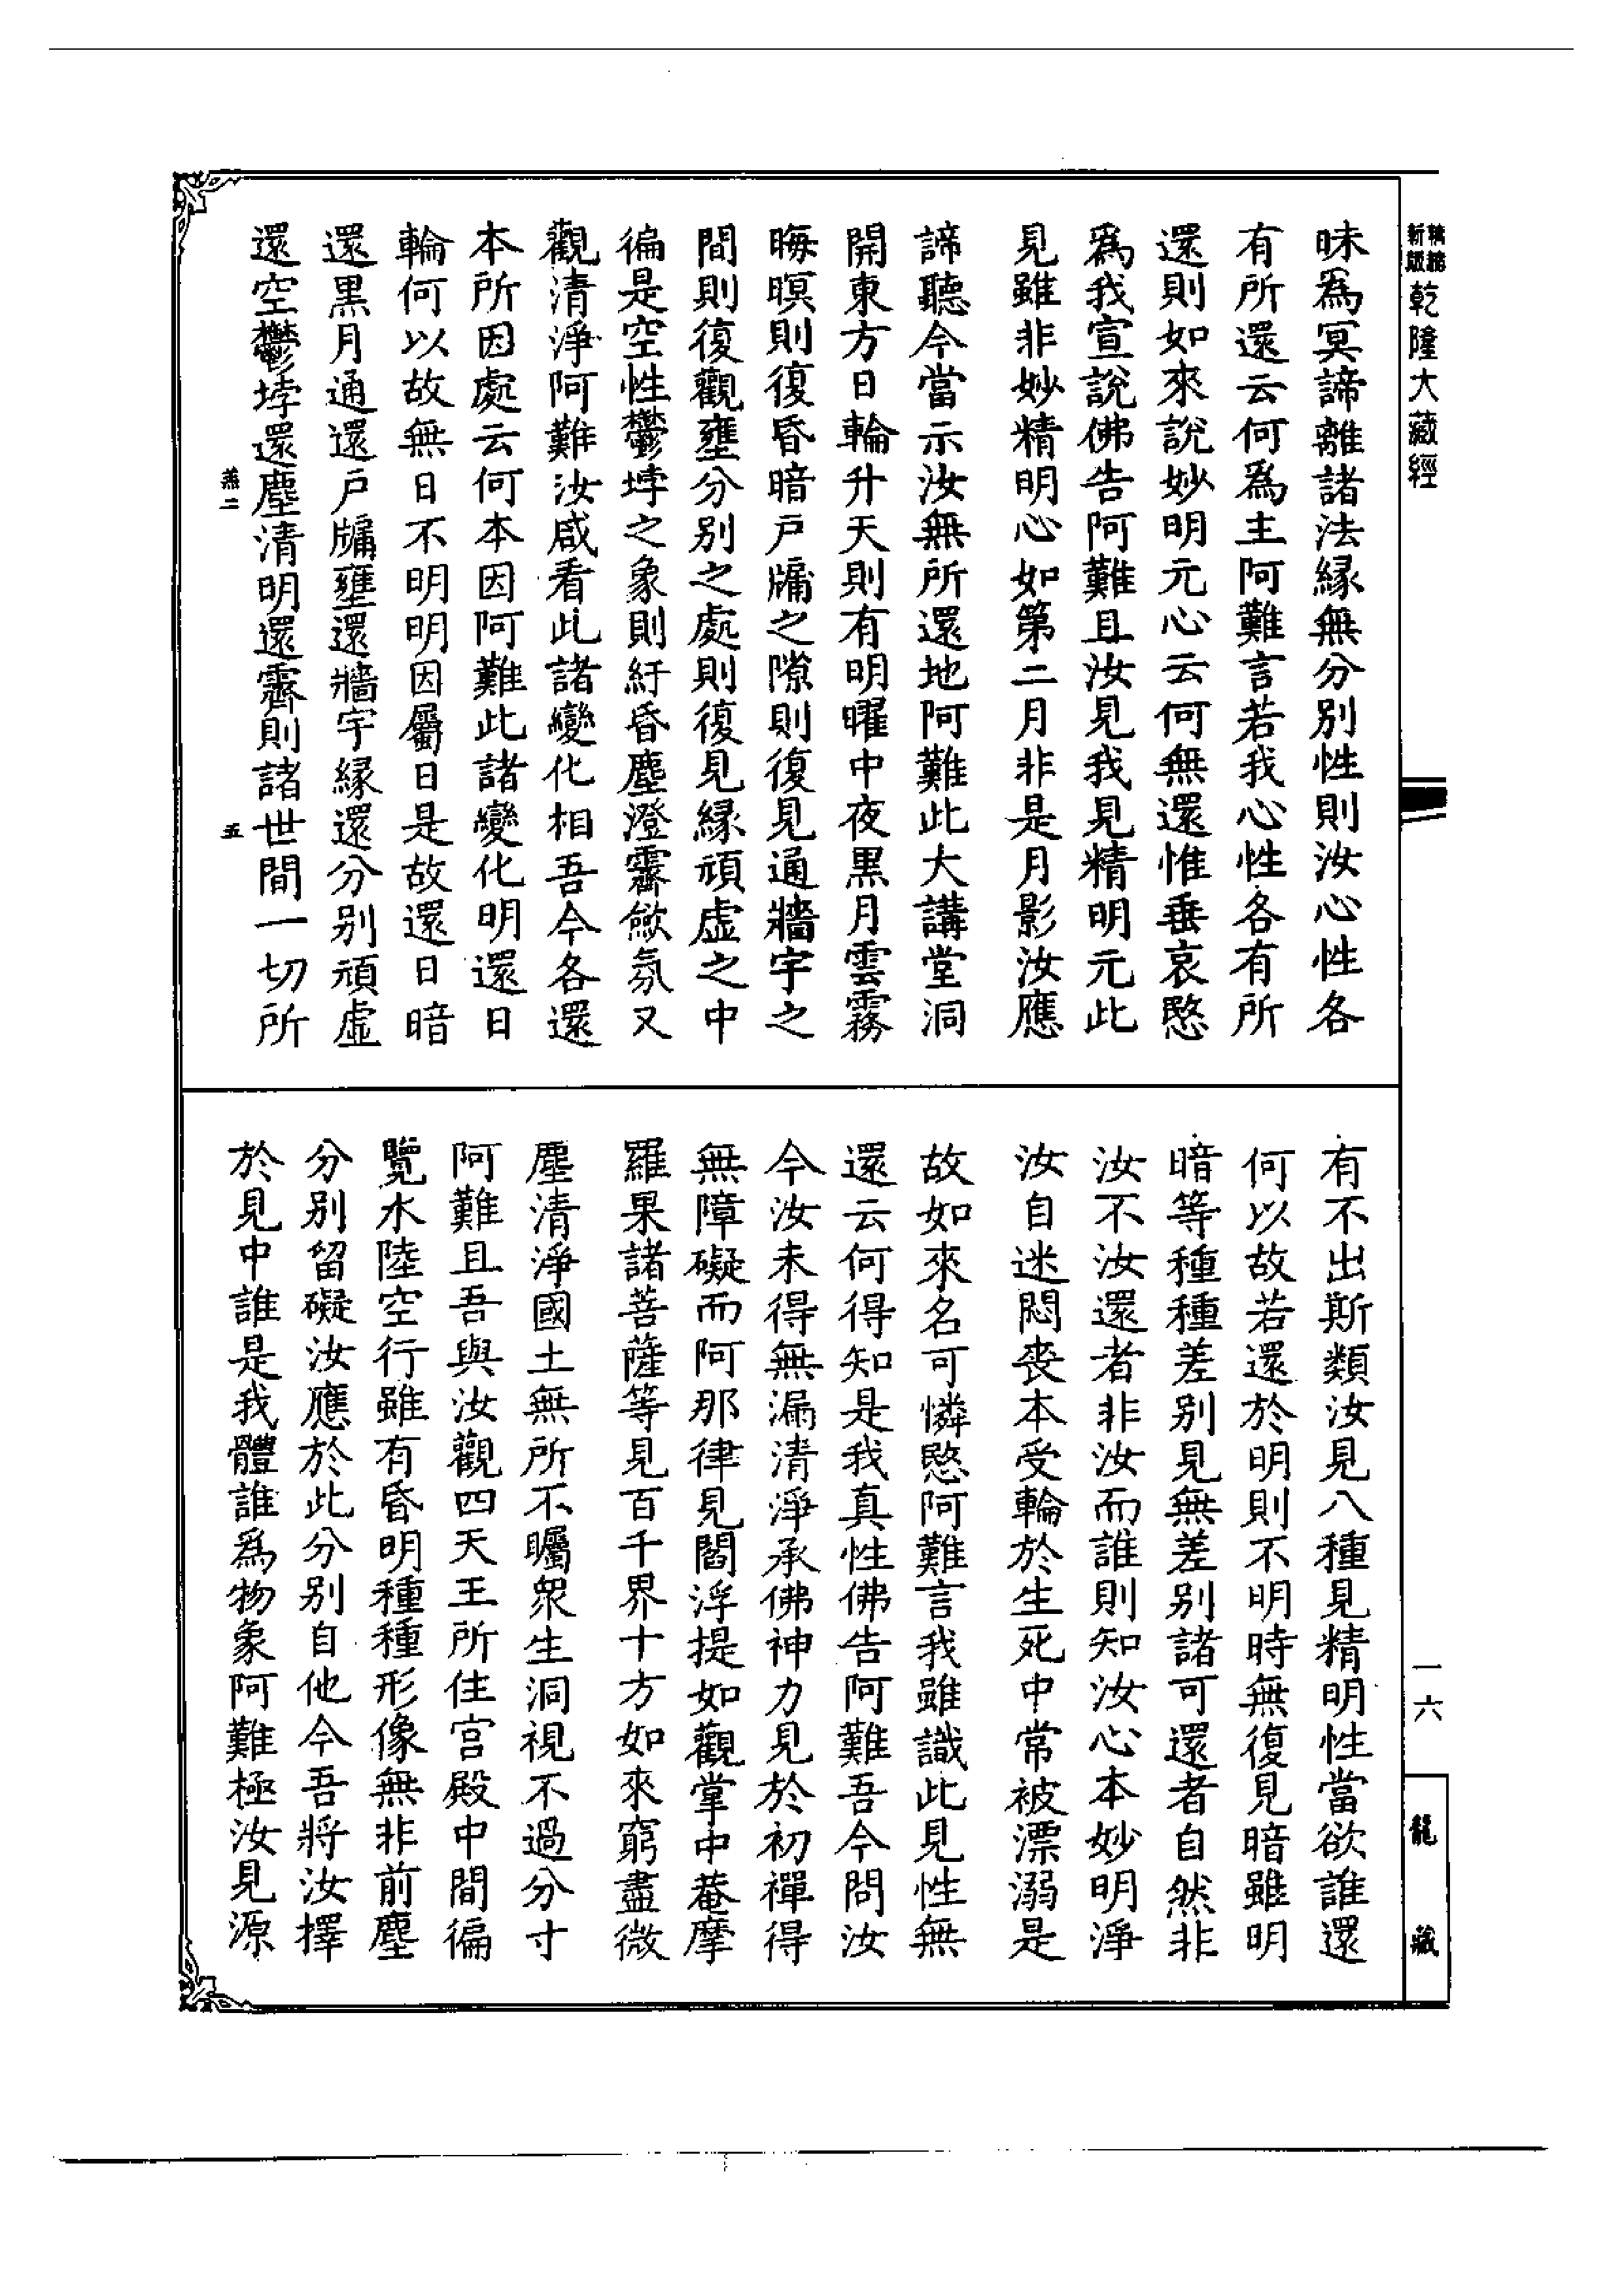 精縮新版乾隆大藏經
昧爲冥諦離諸法緣無分別性則汝心性各
有所還云何爲主阿難言若我心性各有所
還則如來說妙明元心云何無還惟垂哀愍
爲我宣說佛告阿難且汝見我見精明元此
見雖非妙精明心如第二月非是月影汝應
諦聽今當示汝無所還地阿難此大講堂洞
開東方日輪升天則有明曜中夜黑月雲霧
晦暝則復昏暗戶牖之隙則復見通牆宇之
間則復觀壅分別之處則復見緣頑虛之中
徧是空性鬱㘄之象則紆昏塵澄霽斂氛又
觀清淨阿難汝咸看此諸變化相吾今各還
本所因處云何本因阿難此諸變化明還日
輪何以故無日不明明因屬日是故還日暗
還黑月通還戶牖壅還牆宇緣還分別頑虛
還空鬱㘄還塵清明還霽則諸世間一切所
燕二
五
有不出斯類汝見八種見精明性當欲誰還
何以故若還於明則不明時無復見暗雖明
暗等種種差別見無差別諸可還者自然非
汝不汝還者非汝而誰則知汝心本妙明淨
汝自迷悶喪本受輪於生死中常被漂溺是
故如來名可憐愍阿難言我雖識此見性無
還云何得知是我真性佛告阿難吾今問汝
今汝未得無漏清淨承佛神力見於初禪得
無障礙而阿那律見閻浮提如觀掌中菴摩
羅果諸菩薩等見百千界十方如來窮盡微
塵清淨國土無所不矚眾生洞視不過分寸
阿難且吾與汝觀四天王所住宮殿中間徧
覽水陸空行雖有昏明種種形像無非前塵
分別留礙汝應於此分別自他今吾將汝擇
於見中誰是我體誰爲物象阿難極汝見源
一六
龍藏